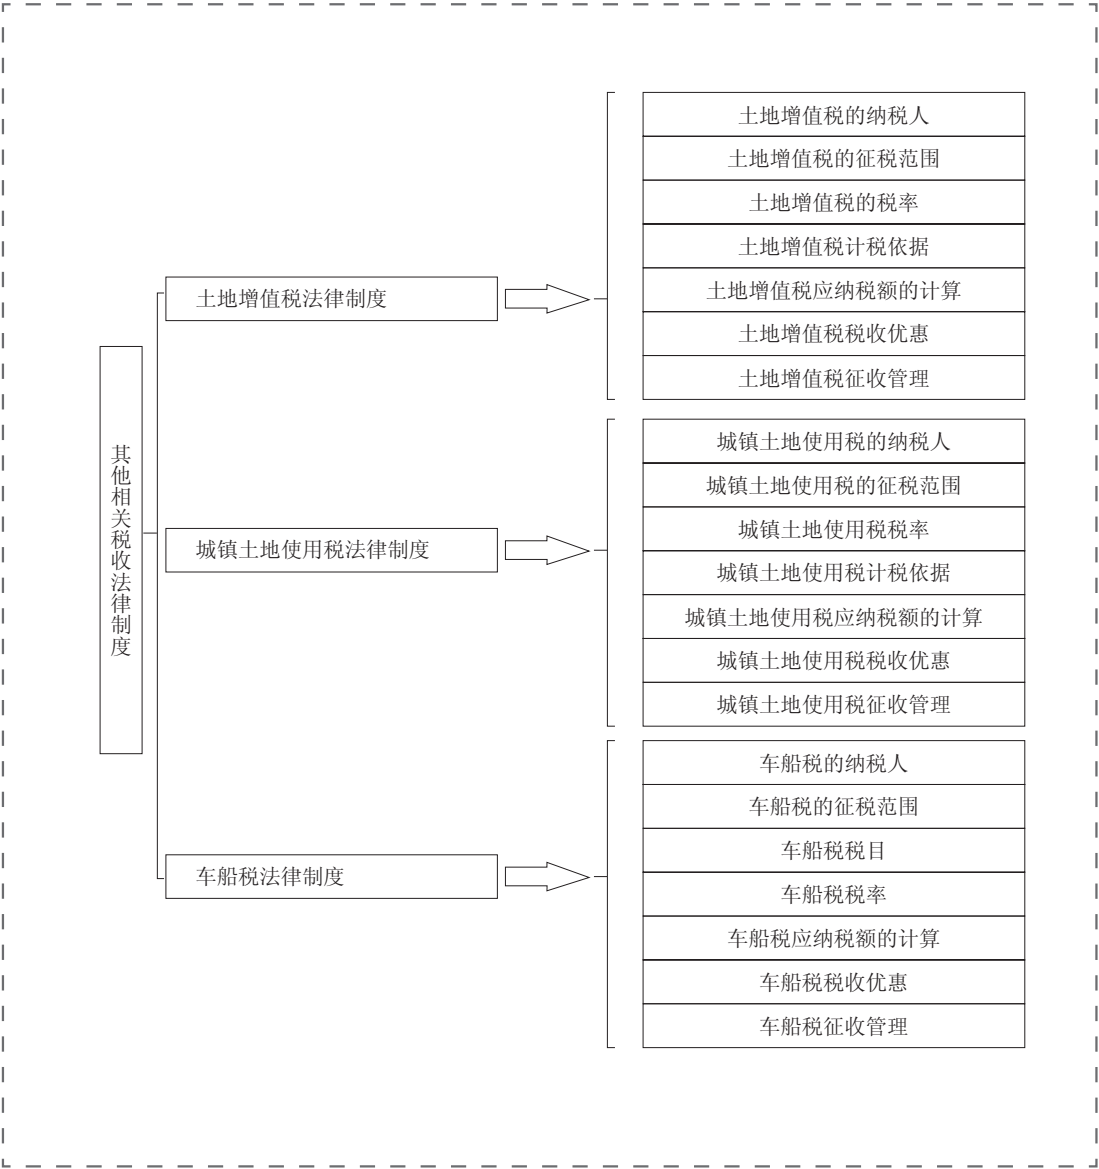 其他相关税收法律制度
土地增值税法律制度
土地增值税的纳税人
土地增值税的征税范围
土地增值税的税率
土地增值税计税依据
土地增值税应纳税额的计算
土地增值税税收优惠
土地增值税征收管理
城镇土地使用税法律制度
城镇土地使用税的纳税人
城镇土地使用税的征税范围
城镇土地使用税税率
城镇土地使用税计税依据
城镇土地使用税应纳税额的计算
城镇土地使用税税收优惠
城镇土地使用税征收管理
车船税法律制度
车船税的纳税人
车船税的征税范围
车船税税目
车船税税率
车船税应纳税额的计算
车船税税收优惠
车船税征收管理